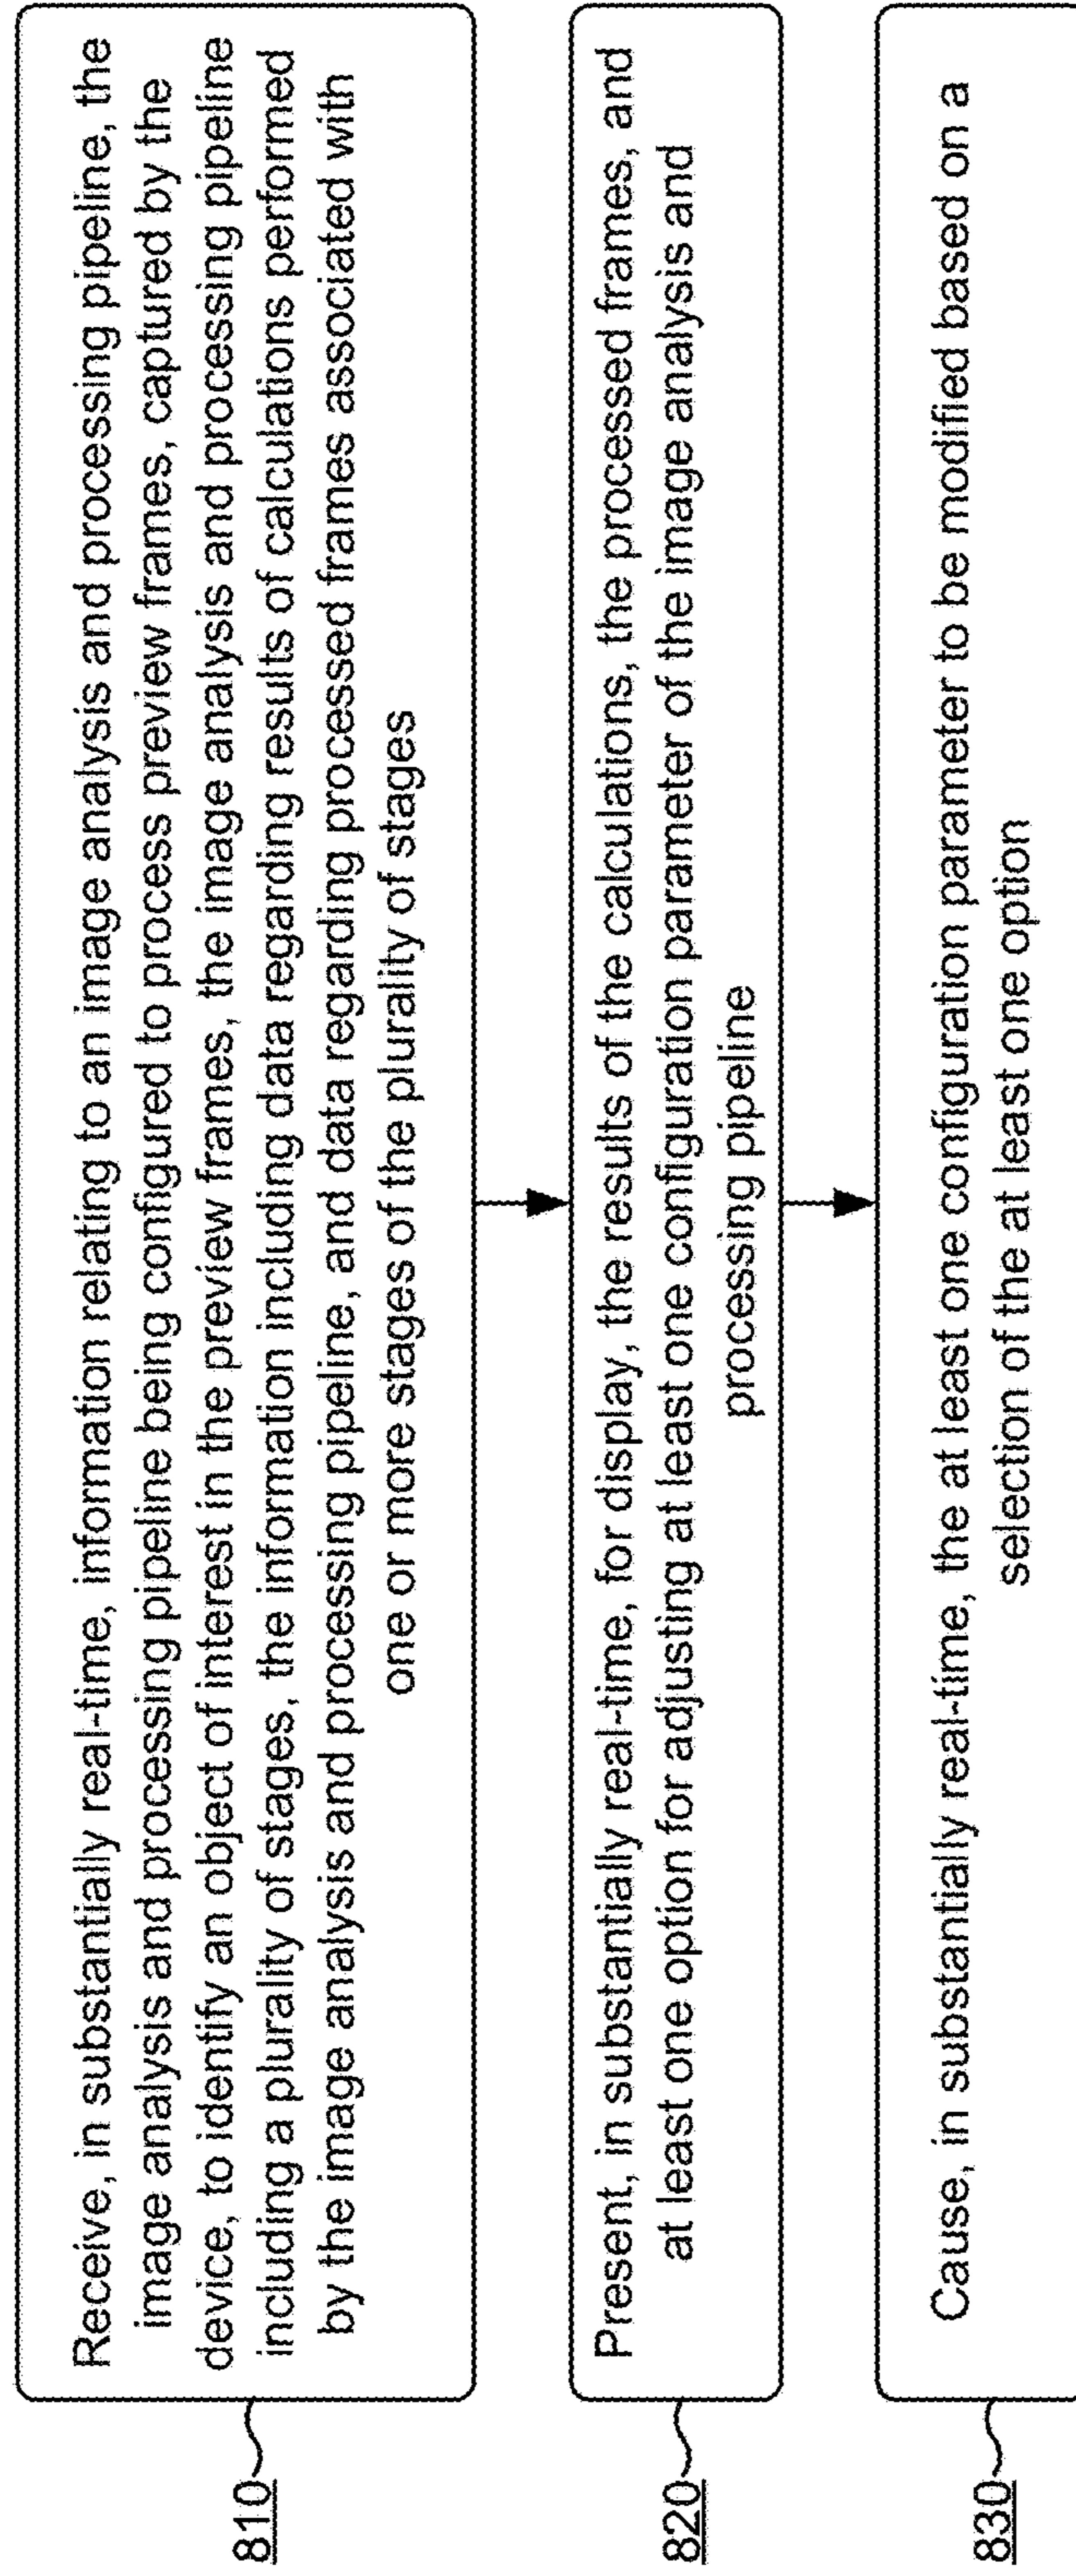 810
Receive, in substantially real-time, information relating to an image analysis and processing pipeline, the
image analysis and processing pipeline being configured to process preview frames, captured by the
device, to identify an object of interest in the preview frames, the image analysis and processing pipeline
including a plurality of stages, the information including data regarding results of calculations performed
by the image analysis and processing pipeline, and data regarding processed frames associated with
one or more stages of the plurality of stages
820
Present, in substantially real-time, for display, the results of the calculations, the processed frames, and
at least one option for adjusting at least one configuration parameter of the image analysis and
processing pipeline
830
Cause, in substantially real-time, the at least one configuration parameter to be modified based on a
selection of the at least one option